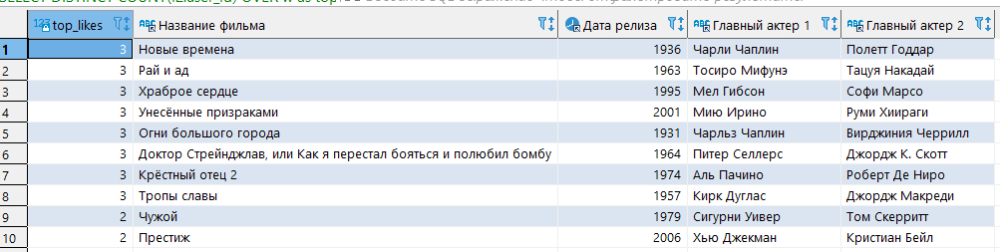 top_likes Название фильма Дата релиза Главный актер 1 Главный актер 2
1 3 Новые времена 1936 Чарли Чаплин Полетт Годдар
2 3 Рай и ад 1963 Тосиро Мифунэ Тацуя Накадай
3 3 Храброе сердце 1995 Мел Гибсон Софи Марсо
4 3 Унесённые призраками 2001 Мию Ирино Руми Хиираги
5 3 Огни большого города 1931 Чарльз Чаплин Вирджиния Черрилл
6 3 Доктор Стрейнджлав, или Как я перестал бояться и полюбил бомбу 1964 Питер Селлерс Джордж К. Скотт
7 3 Крёстный отец 2 1974 Аль Пачино Роберт Де Ниро
8 3 Тропы славы 1957 Кирк Дуглас Джордж Макреди
9 2 Чужой 1979 Сигурни Уивер Том Скерритт
10 2 Престиж 2006 Хью Джекман Кристиан Бейл